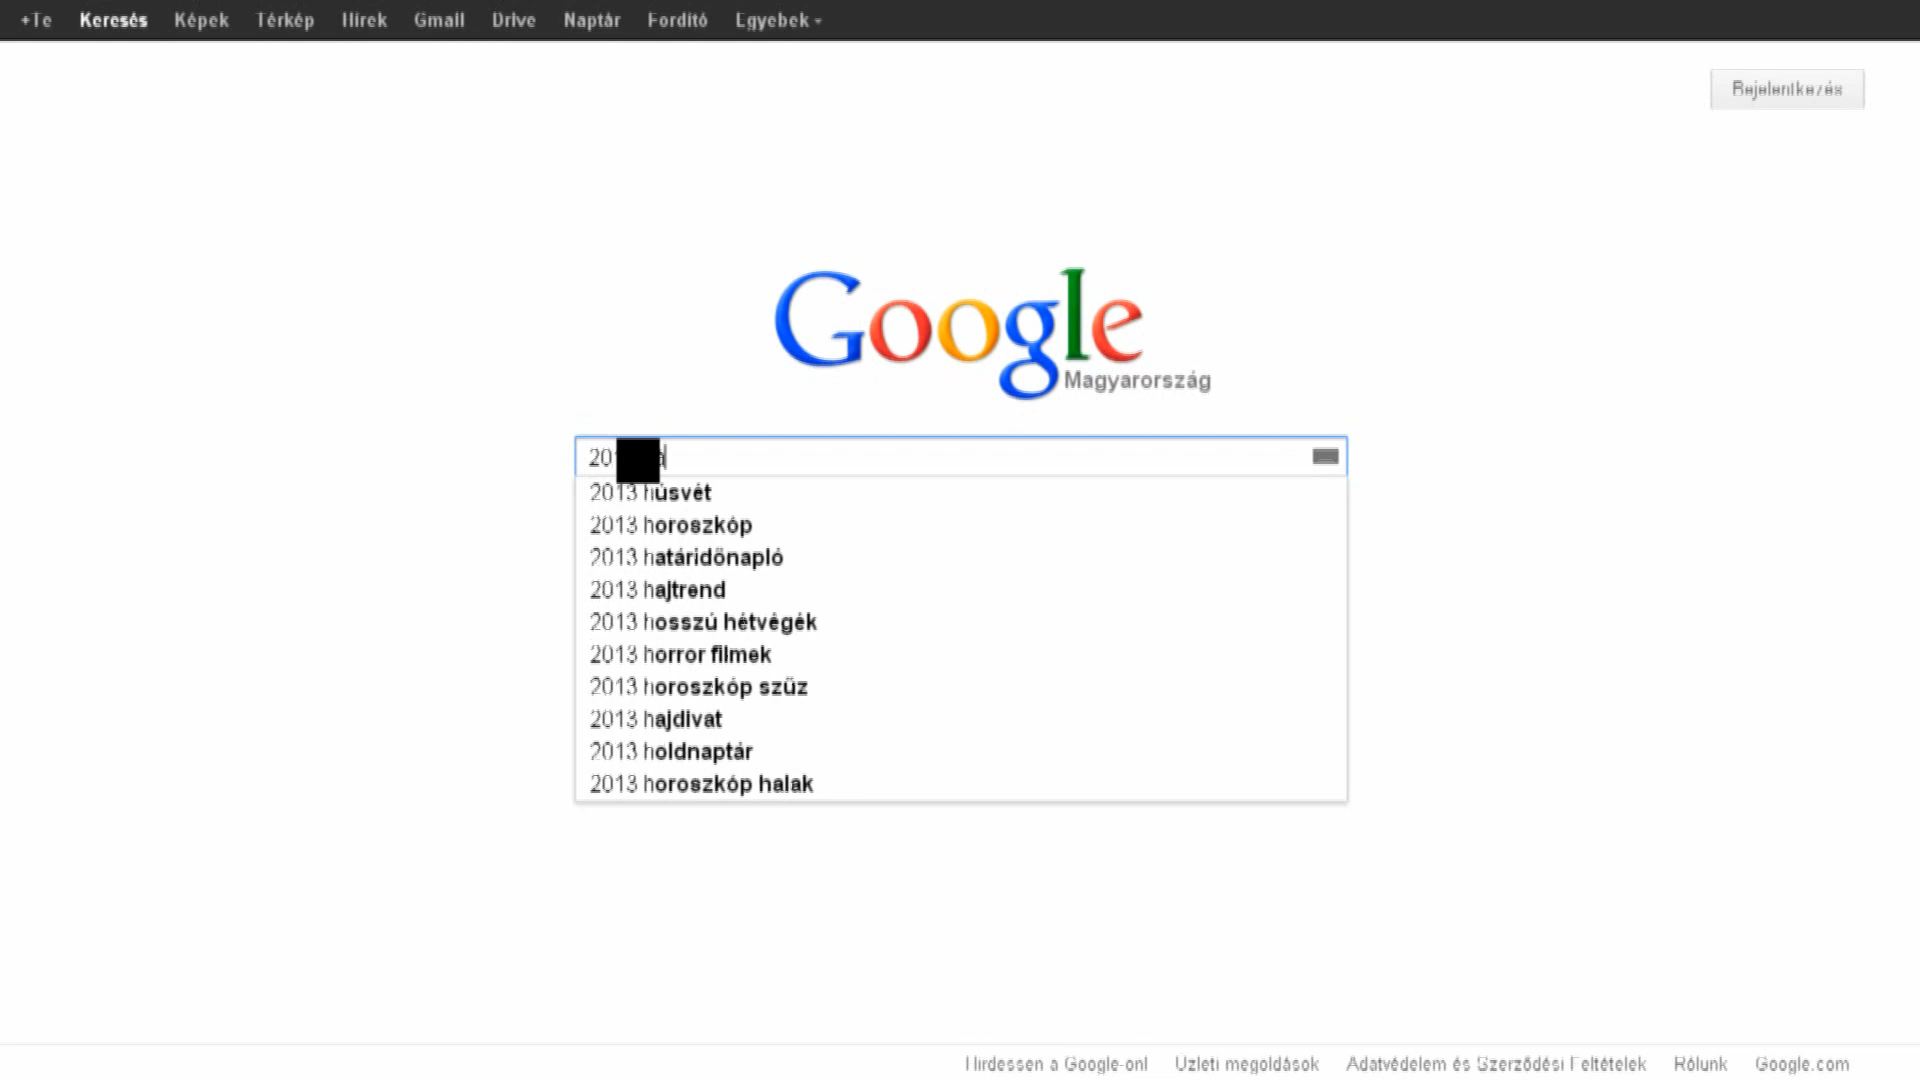 +Te Keresés Képek Térkép Hírek Gmail Drive Naptár Fordító Egyebek
Bejelentkezés
Google
Magyarország
2013 húsvét
2013 horoszkóp
2013 határidőnapló
2013 hajtrend
2013 hosszú hétvégék
2013 horror filmek
2013 horoszkóp szűz
2013 hajdivat
2013 holdnaptár
2013 horoszkóp halak
Hirdessen a Google-on! Üzleti megoldások Adatvédelem és Szerződési Feltételek Rólunk Google.com